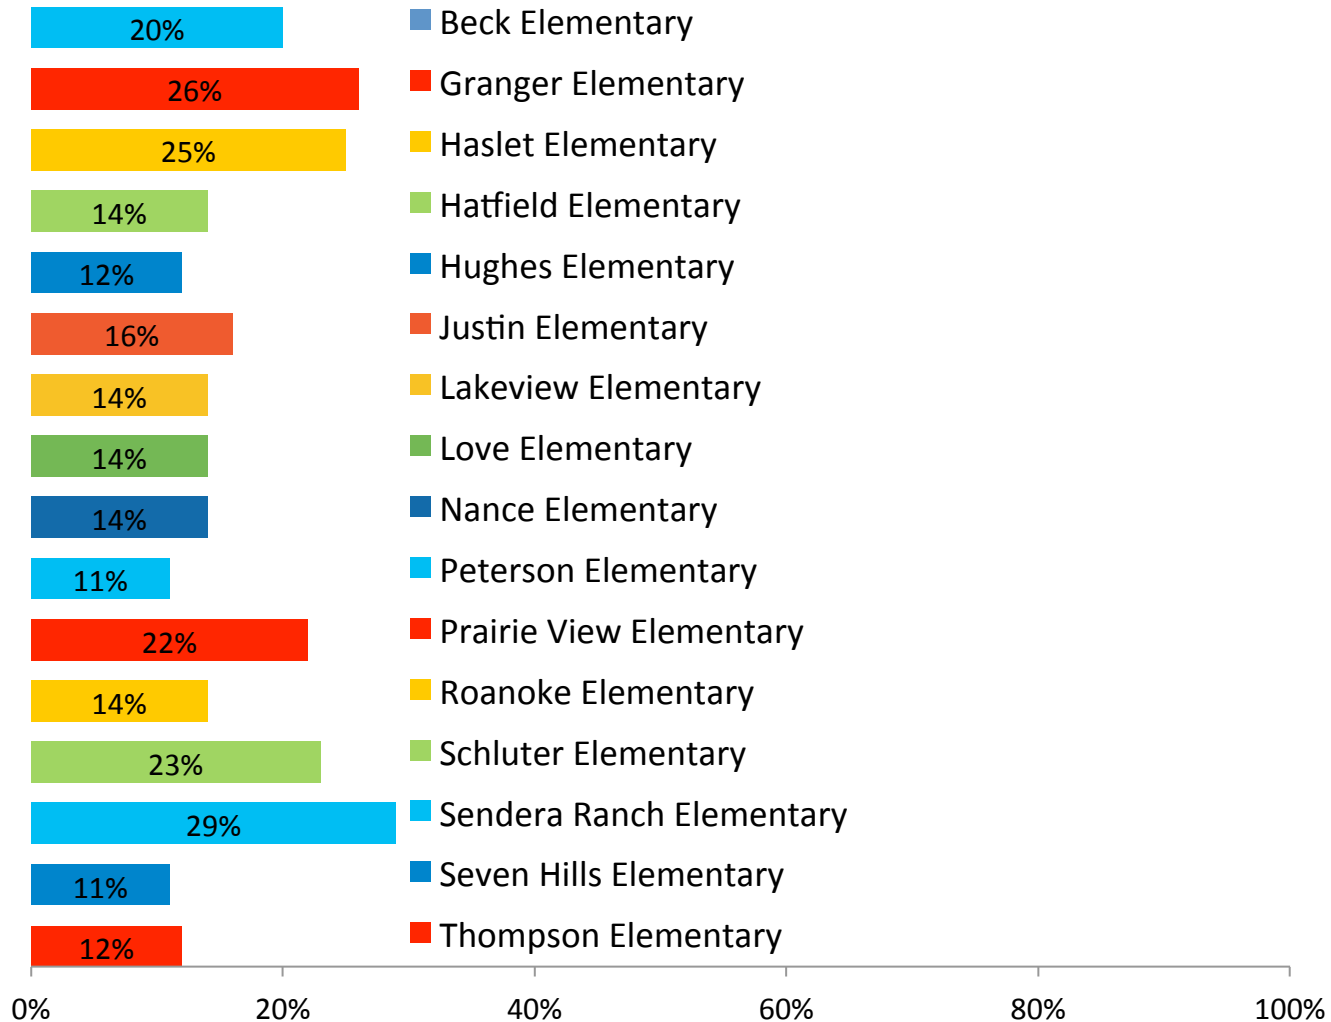 20% Beck Elementary
26% Granger Elementary
25% Haslet Elementary
14% Hatfield Elementary
12% Hughes Elementary
16% Justin Elementary
14% Lakeview Elementary
14% Love Elementary
14% Nance Elementary
11% Peterson Elementary
22% Prairie View Elementary
14% Roanoke Elementary
23% Schluter Elementary
29% Sendera Ranch Elementary
11% Seven Hills Elementary
12% Thompson Elementary
0% 20% 40% 60% 80% 100%